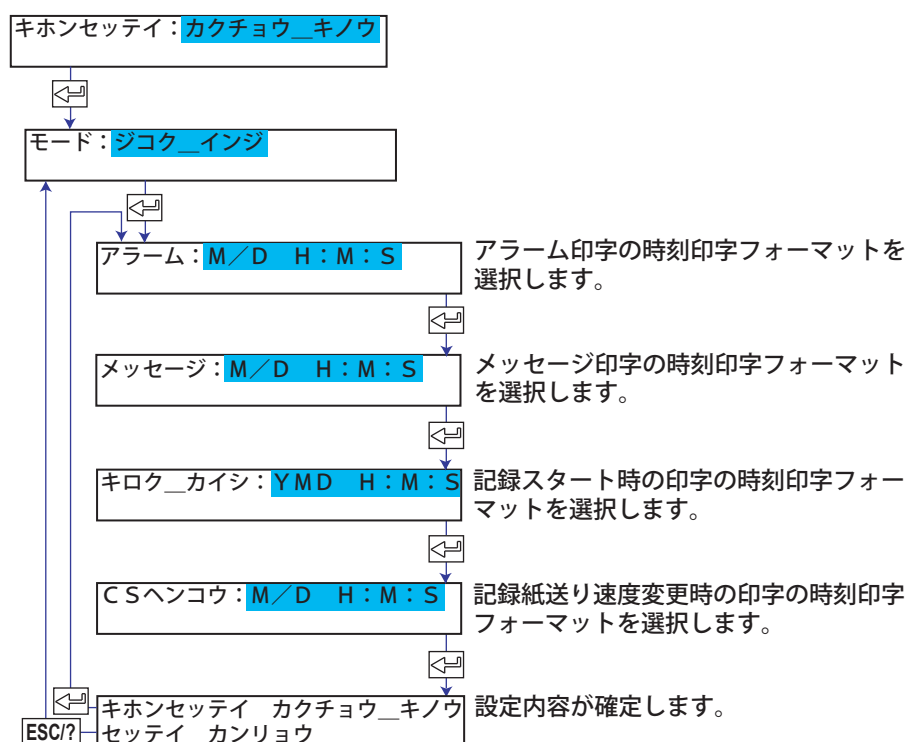 キホンセッテイ：カクチョウ＿キノウ
モード：ジコク＿インジ
アラーム：Ｍ／Ｄ　Ｈ：Ｍ：Ｓ
アラーム印字の時刻印字フォーマットを
選択します。
メッセージ：Ｍ／Ｄ　Ｈ：Ｍ：Ｓ
メッセージ印字の時刻印字フォーマット
を選択します。
キロク＿カイシ：ＹＭＤ　Ｈ：Ｍ：Ｓ
記録スタート時の印字の時刻印字フォー
マットを選択します。
ＣＳヘンコウ：Ｍ／Ｄ　Ｈ：Ｍ：Ｓ
記録紙送り速度変更時の印字の時刻印字
フォーマットを選択します。
キホンセッテイ　カクチョウ＿キノウ
セッテイ　カンリョウ
設定内容が確定します。
ESC/?